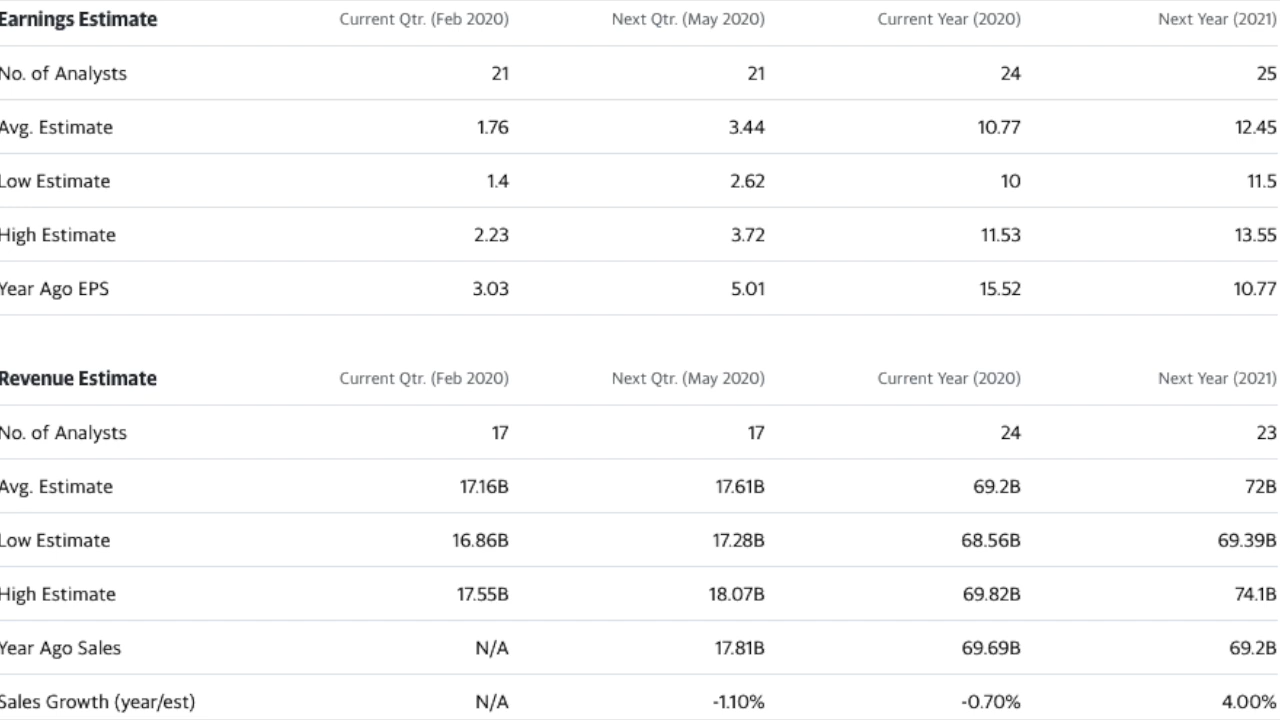 Earnings Estimate Current Qtr. (Feb 2020) Next Qtr. (May 2020) Current Year (2020) Next Year (2021)
No. of Analysts 21 21 24 25
Avg. Estimate 1.76 3.44 10.77 12.45
Low Estimate 1.4 2.62 10 11.5
High Estimate 2.23 3.72 11.53 13.55
Year Ago EPS 3.03 5.01 15.52 10.77
Revenue Estimate Current Qtr. (Feb 2020) Next Qtr. (May 2020) Current Year (2020) Next Year (2021)
No. of Analysts 17 17 24 23
Avg. Estimate 17.16B 17.61B 69.2B 72B
Low Estimate 16.86B 17.28B 68.56B 69.39B
High Estimate 17.55B 18.07B 69.82B 74.1B
Year Ago Sales N/A 17.81B 69.69B 69.2B
Sales Growth (year/est) N/A -1.10% -0.70% 4.00%